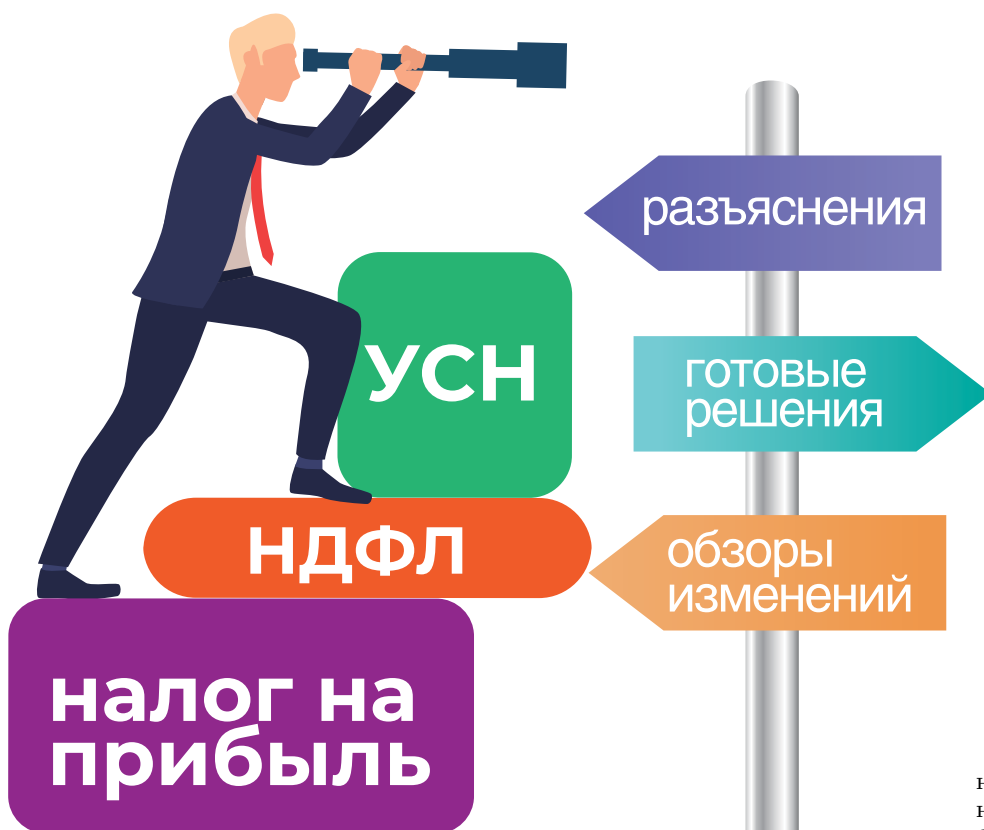 разъяснения
УСН
готовые
решения
НДФЛ
обзоры
изменений
налог на
прибыль